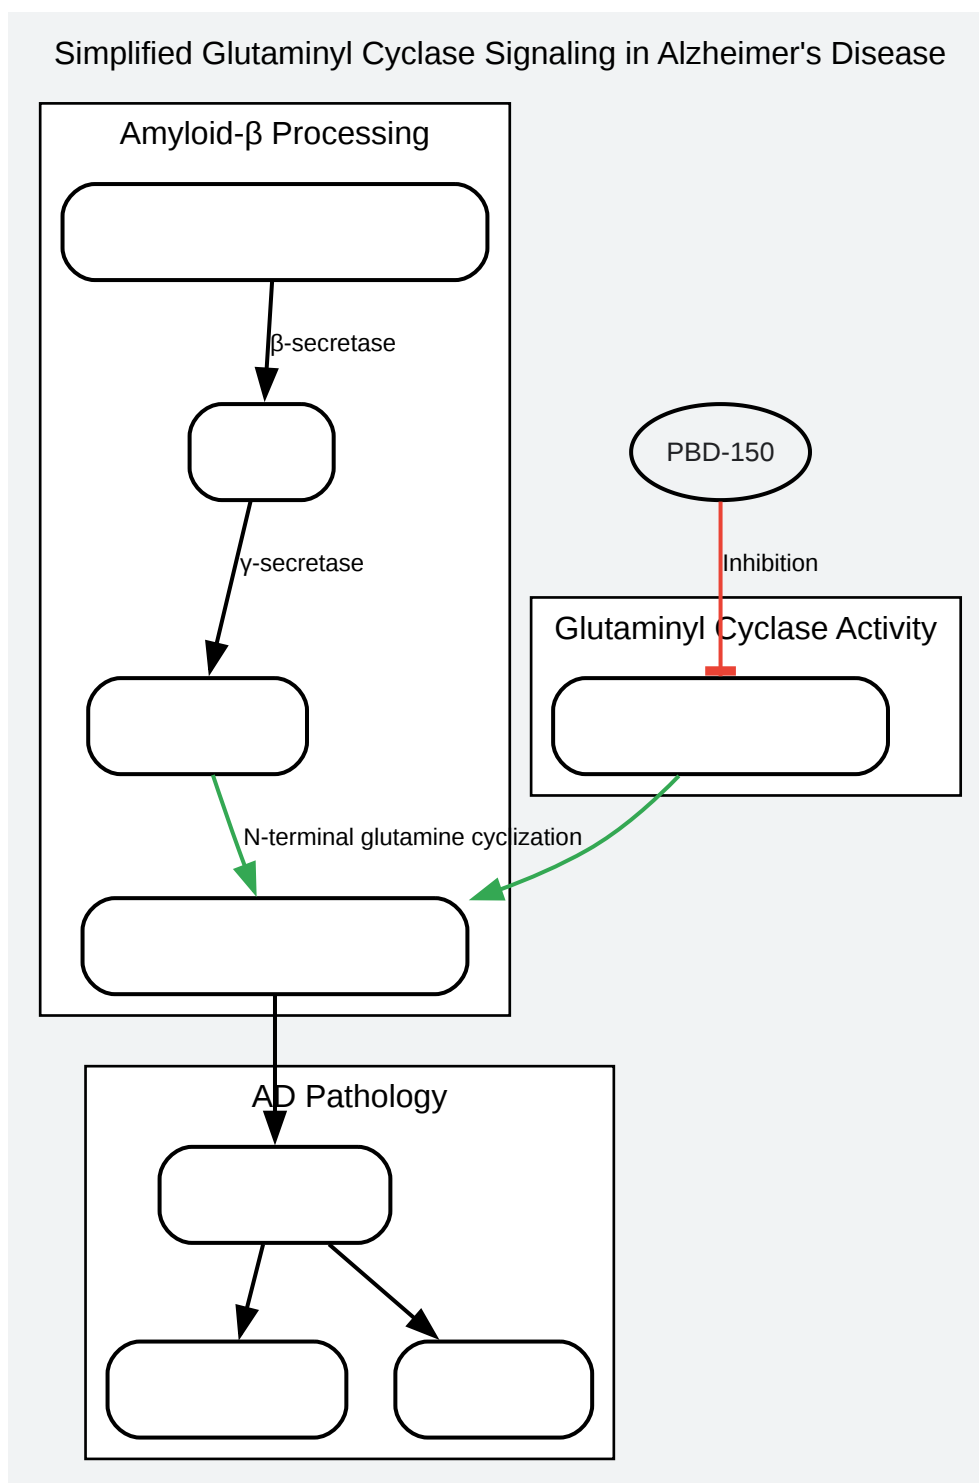 Simplified Glutaminyl Cyclase Signaling in Alzheimer's Disease
Amyloid-β Processing
β-secretase
PBD-150
γ-secretase
Inhibition
Glutaminyl Cyclase Activity
N-terminal glutamine cyclization
AD Pathology